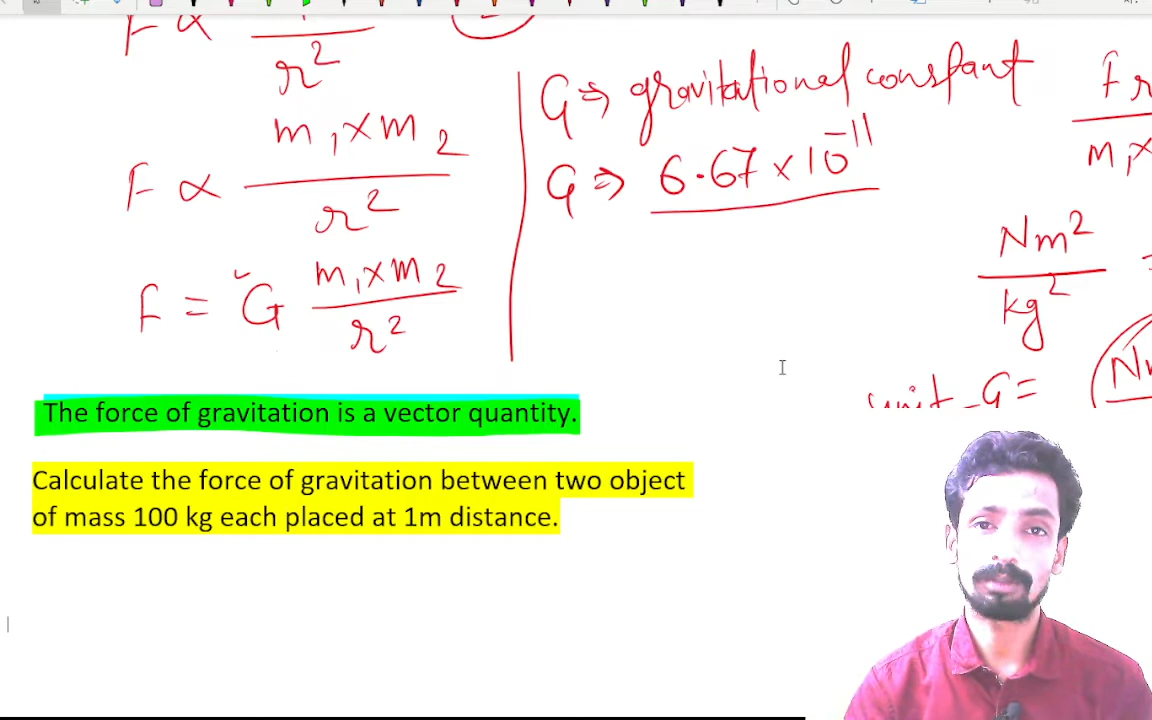 F ∝
r²
m₁ x m₂
F ∝
r²
F = G m₁ x m₂
r²
G ⇒ gravitational constant
G ⇒ 6.67 x 10⁻¹¹
F r
m₁ x
Nm²
kg²
=
unit G =
N
The force of gravitation is a vector quantity.
Calculate the force of gravitation between two object
of mass 100 kg each placed at 1m distance.